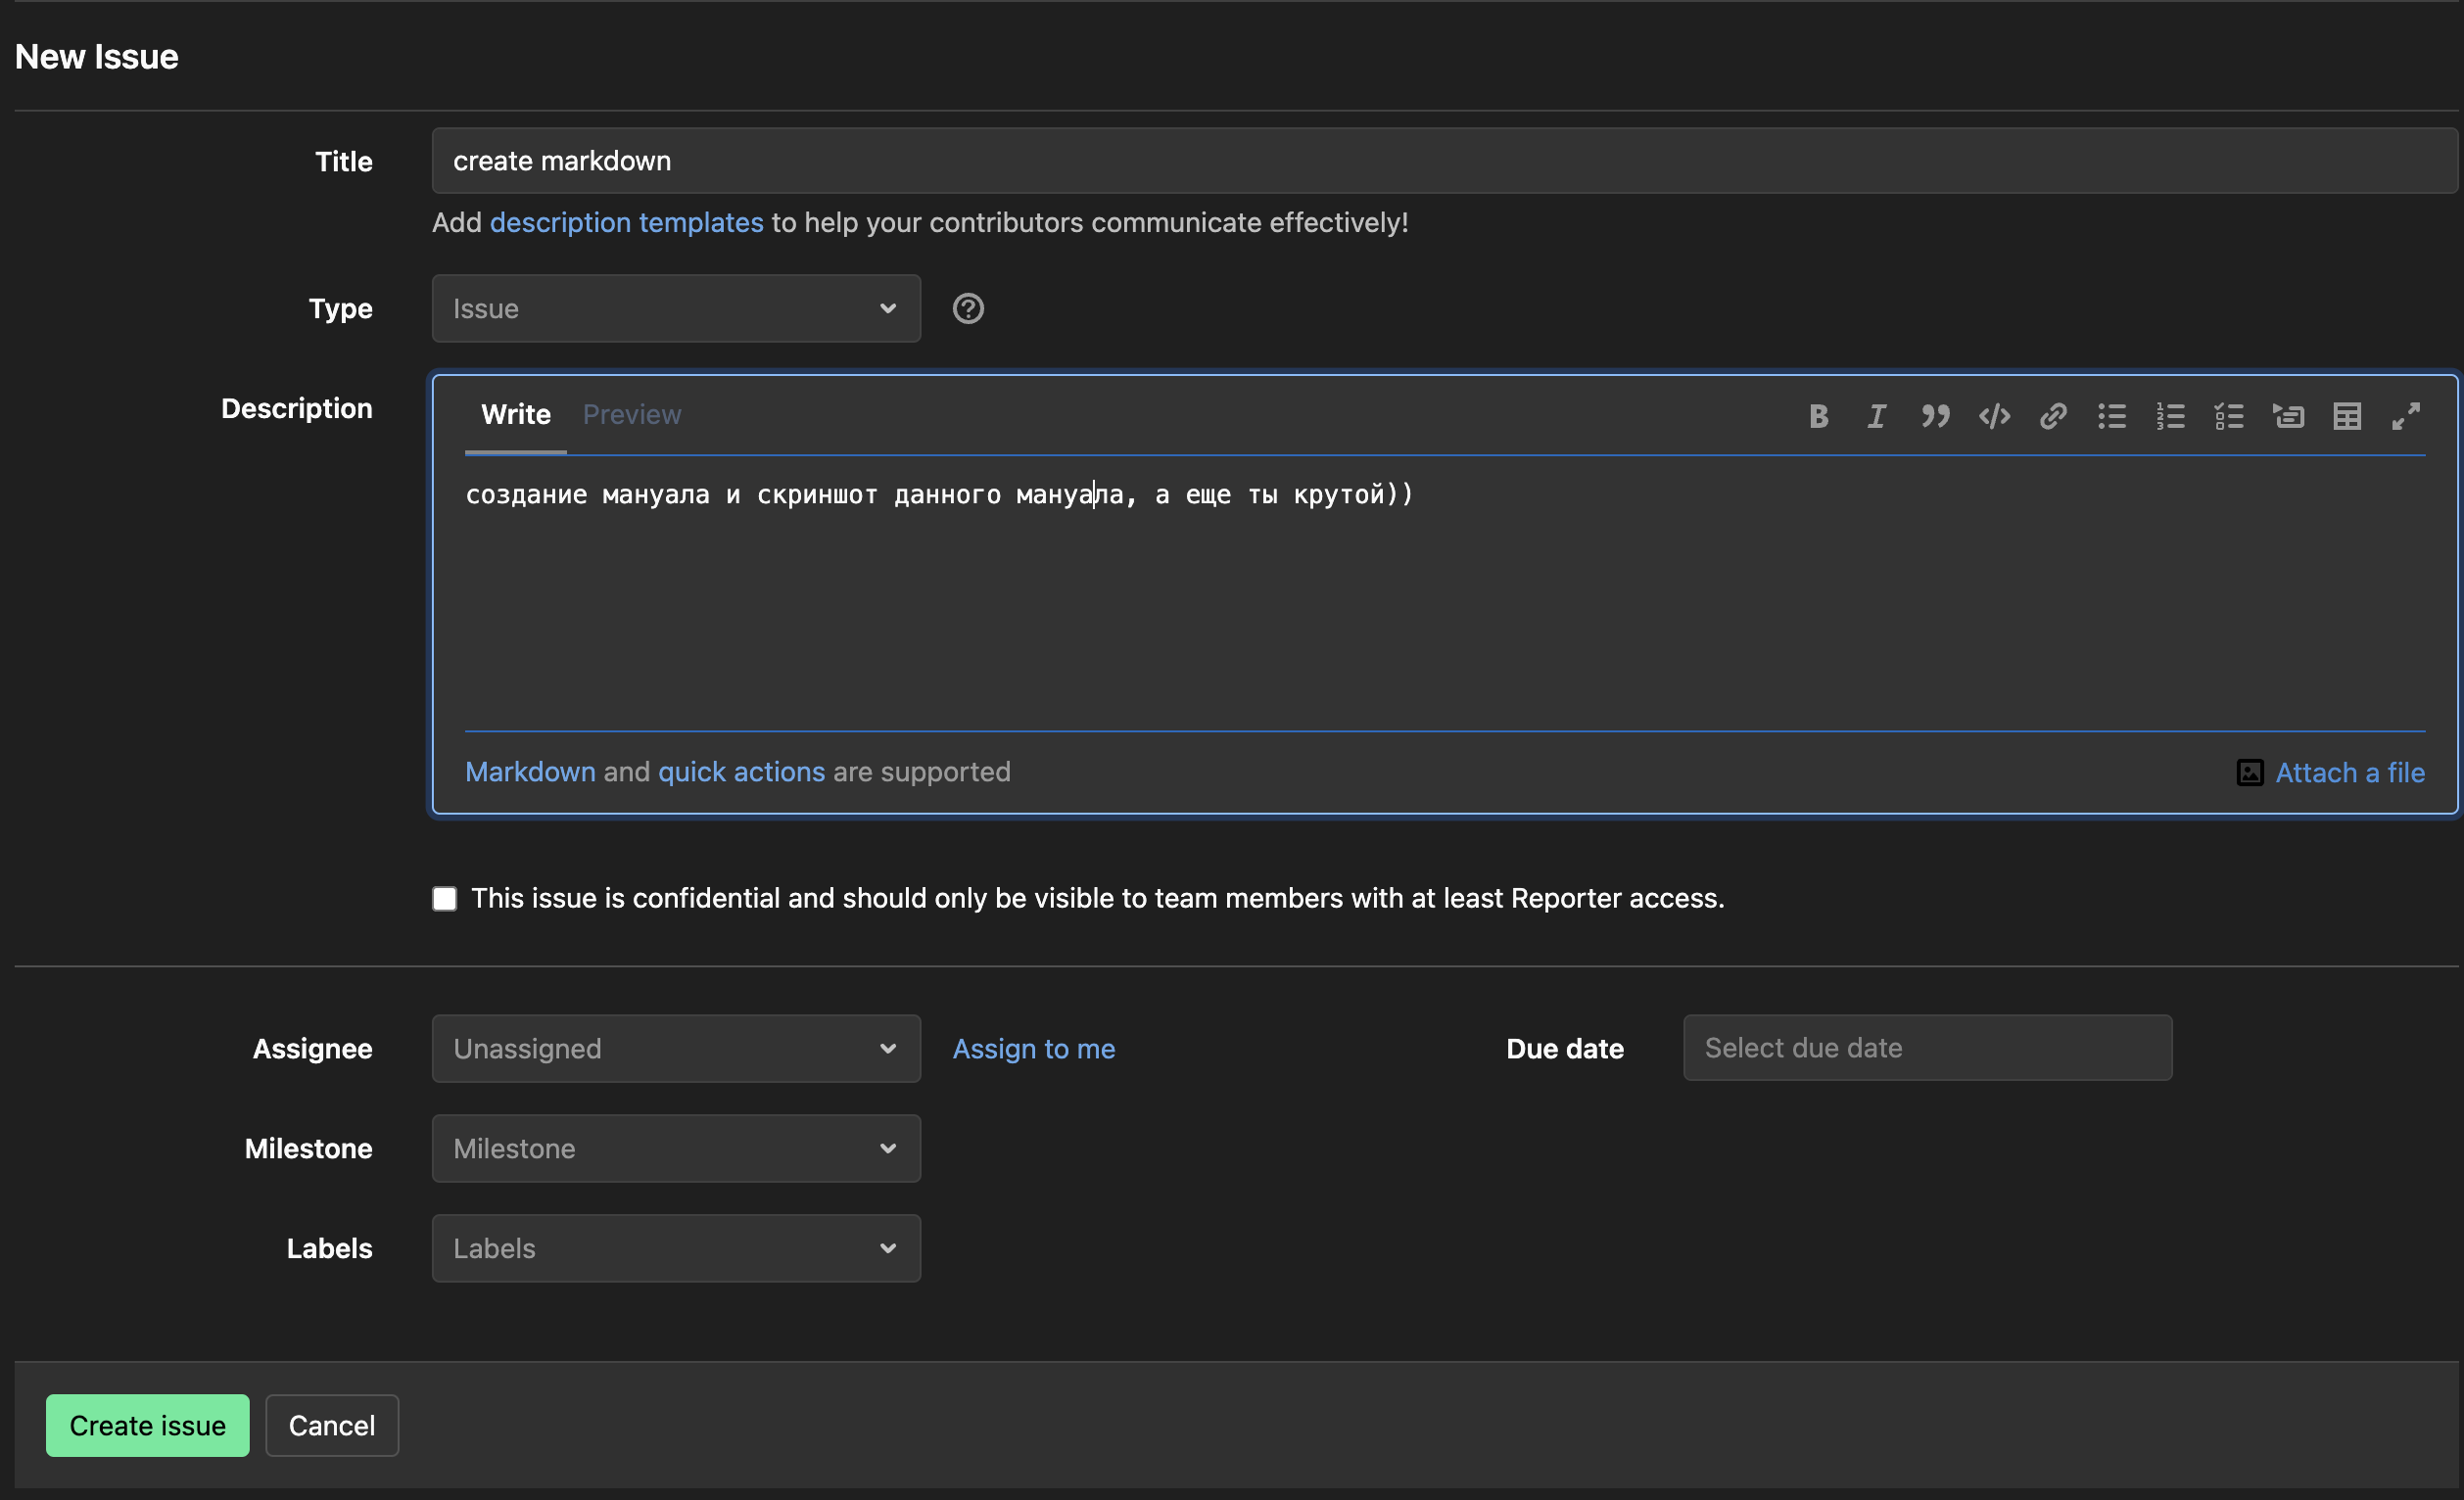 New Issue
Title
create markdown
Add description templates to help your contributors communicate effectively!
Type
Issue
Description
Write Preview
создание мануала и скриншот данного мануала, а еще ты крутой))
Markdown and quick actions are supported
Attach a file
This issue is confidential and should only be visible to team members with at least Reporter access.
Assignee
Unassigned
Assign to me
Due date
Select due date
Milestone
Milestone
Labels
Labels
Create issue
Cancel